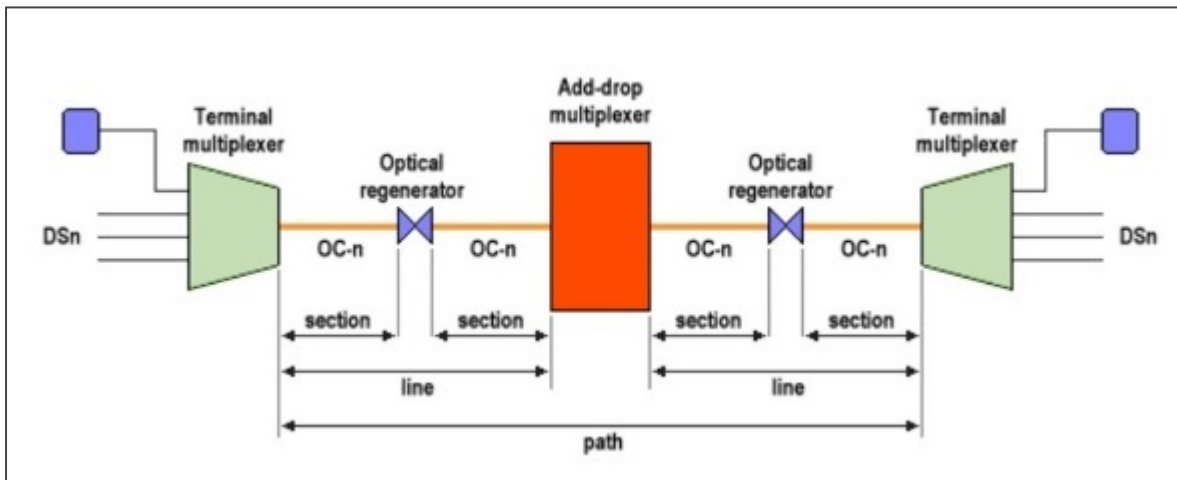 Add-drop
multiplexer
Terminal
multiplexer
Terminal
multiplexer
Optical
regenerator
Optical
regenerator
DSn
DSn
OC-n
OC-n
OC-n
OC-n
section
section
section
section
line
line
path